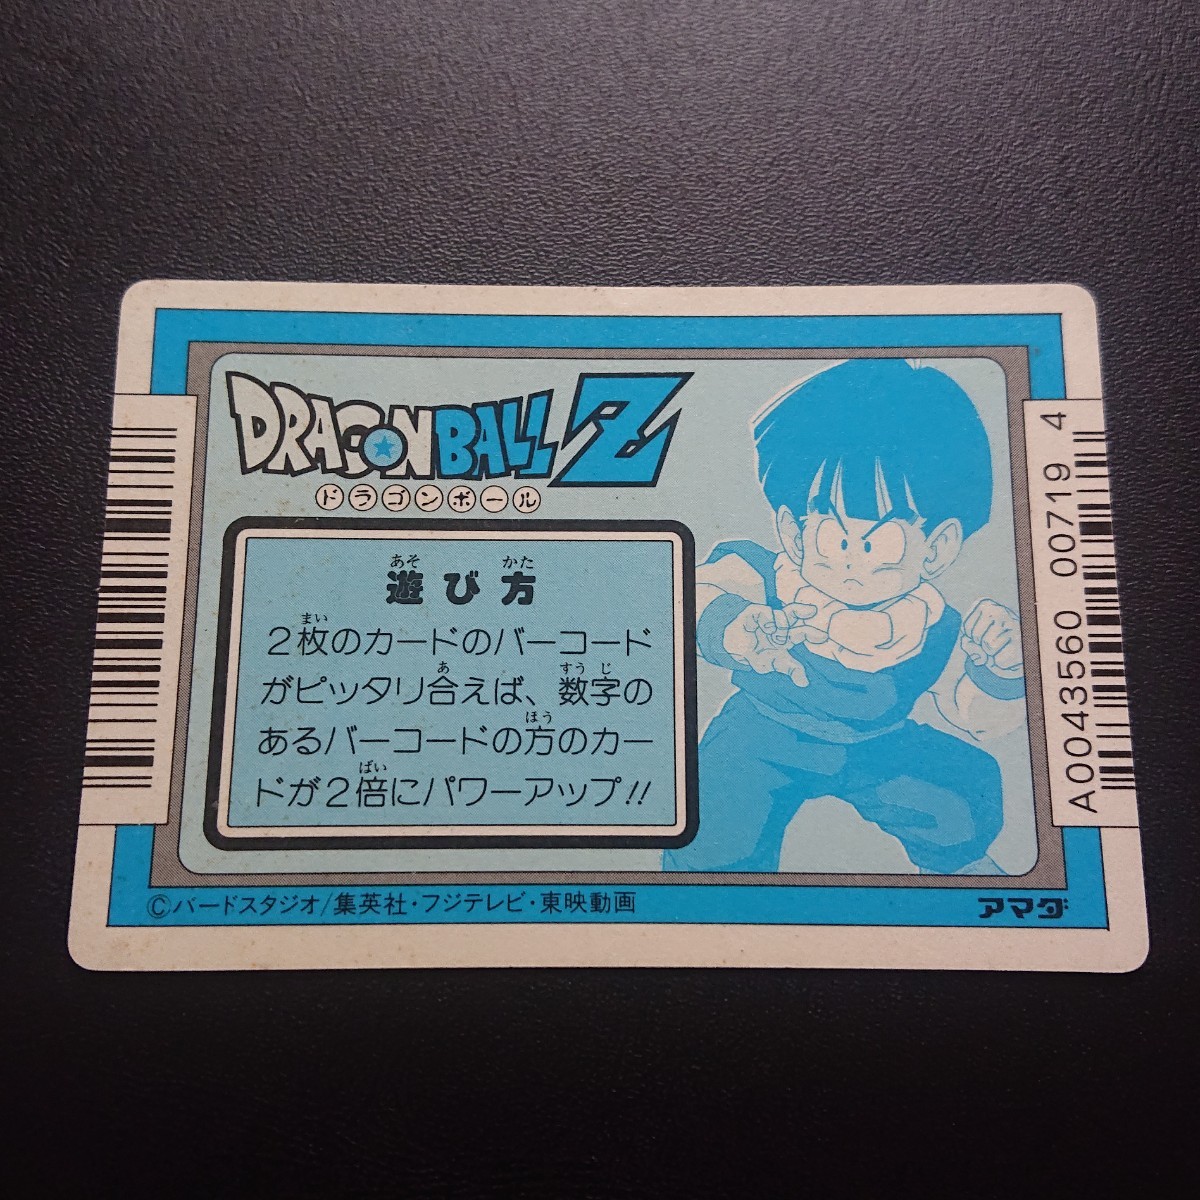 DRAGON BALL Z
ドラゴンボール
あそ かた
遊び方
まい
2枚のカードのバーコード
あ すうじ
がピッタリ合えば、数字の
ほう
あるバーコードの方のカー
ばい
ドが2倍にパワーアップ!!
©バードスタジオ/集英社・フジテレビ・東映動画
アマダ
A0043560 00719 4